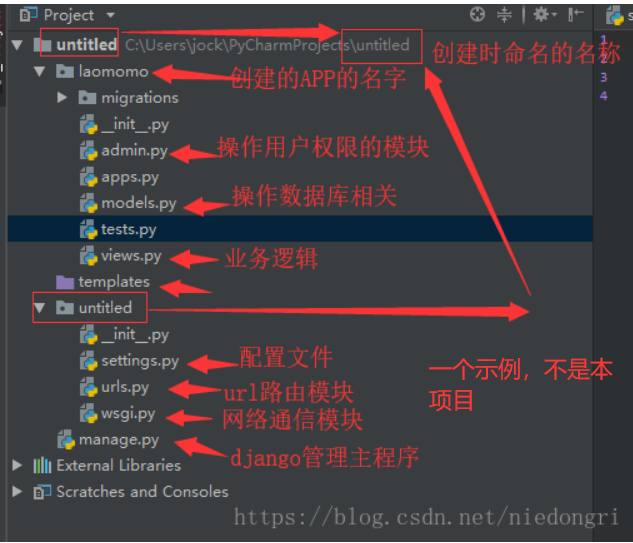 Project
untitled C:\Users\jock\PyCharmProjects\untitled
创建时命名的名称
laomomo
创建的APP的名字
migrations
__init__.py
admin.py
操作用户权限的模块
apps.py
models.py
操作数据库相关
tests.py
views.py
业务逻辑
templates
untitled
__init__.py
settings.py
配置文件
urls.py
url路由模块
wsgi.py
网络通信模块
manage.py
django管理主程序
一个示例，不是本
项目
External Libraries
Scratches and Consoles
https://blog.csdn.net/niedongri
1
3
4